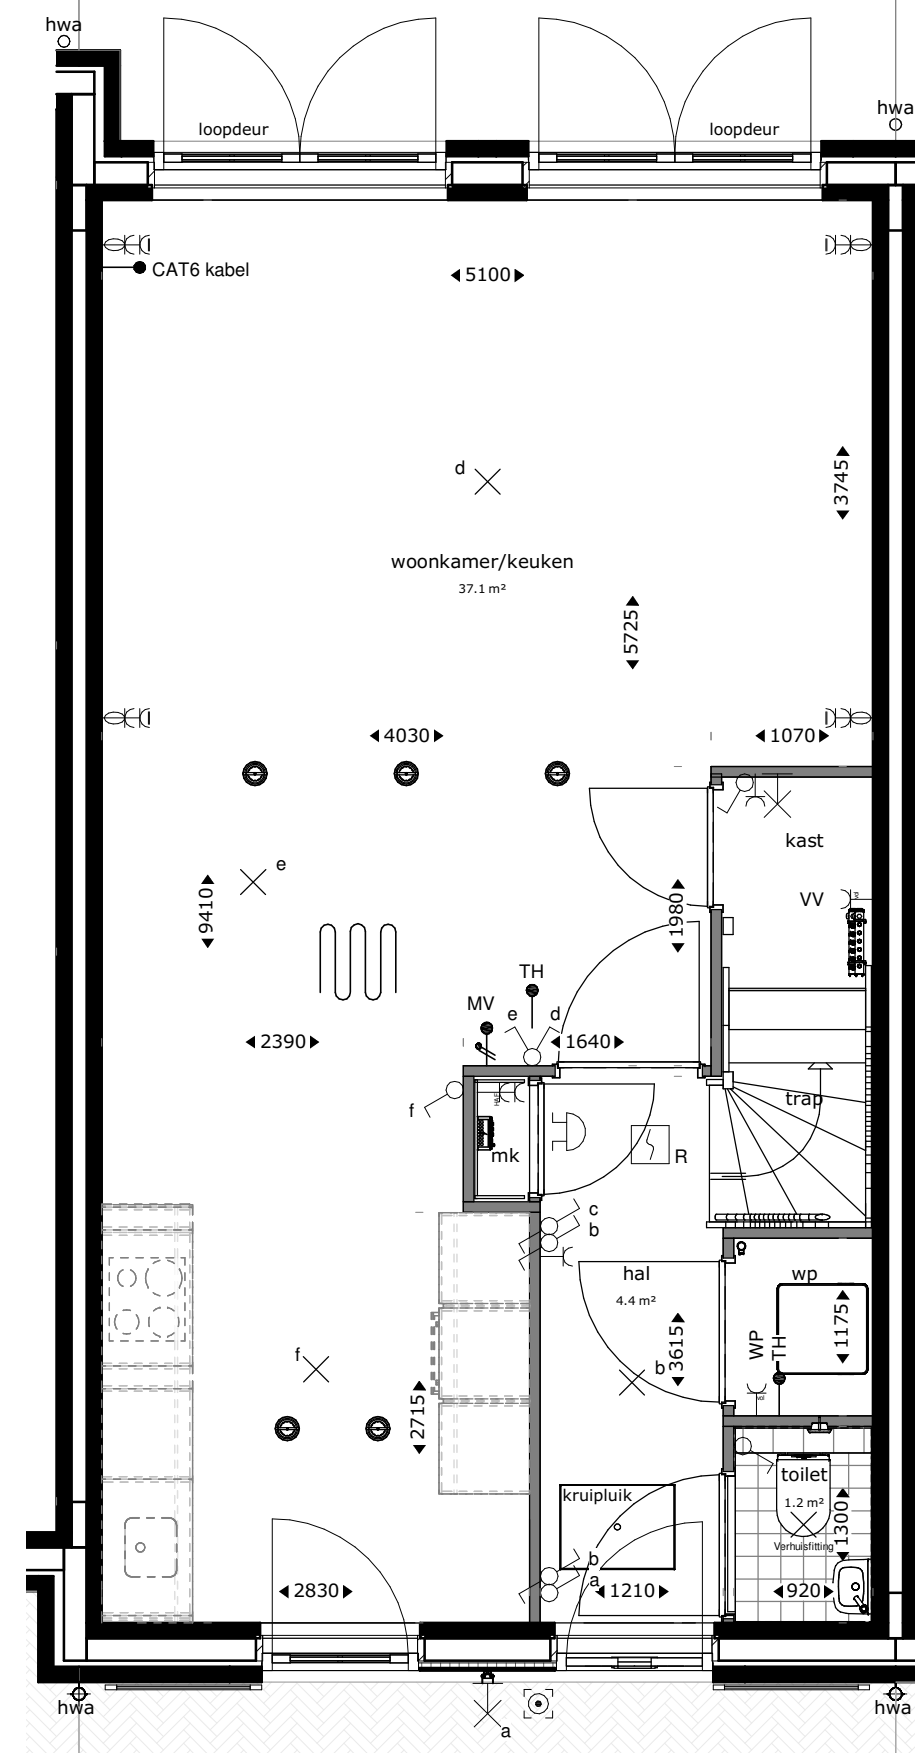 hwa
hwa
loopdeur
loopdeur
CAT6 kabel
5100
d
3745
woonkamer/keuken
37.1 m²
5725
4030
1070
kast
e
VV
9410
1980
TH
MV
e
d
2390
1640
f
trap
mk
R
c
b
hal
wp
4.4 m²
1175
WP
TH
3615
f
b
2715
toilet
kruipluik
1.2 m²
1300
Verhuisfitting
b
a
2830
1210
920
hwa
hwa
a